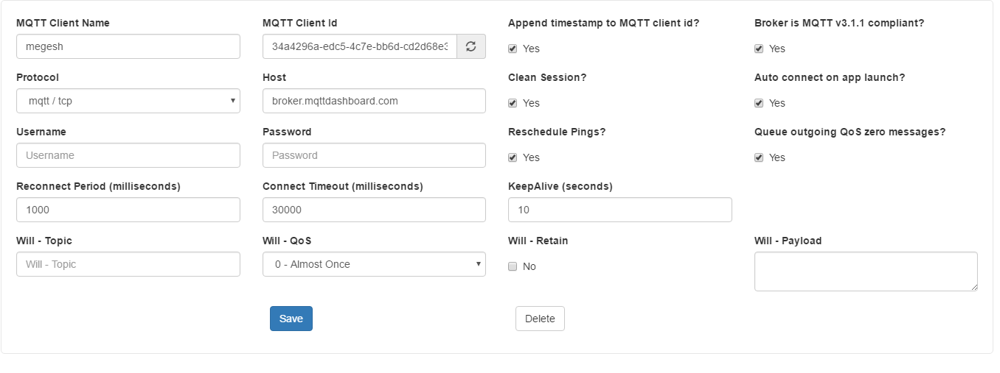 MQTT Client Name MQTT Client Id Append timestamp to MQTT client id? Broker is MQTT v3.1.1 compliant?
megesh 34a4296a-edc5-4c7e-bb6d-cd2d68e3 Yes Yes
Protocol Host Clean Session? Auto connect on app launch?
mqtt / tcp broker.mqttdashboard.com Yes Yes
Username Password Reschedule Pings? Queue outgoing QoS zero messages?
Username Password Yes Yes
Reconnect Period (milliseconds) Connect Timeout (milliseconds) KeepAlive (seconds)
1000 30000 10
Will - Topic Will - QoS Will - Retain Will - Payload
Will - Topic 0 - Almost Once No
Save Delete